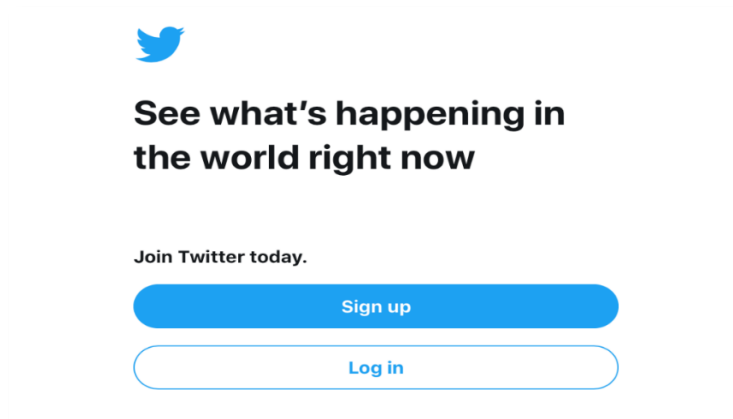 See what’s happening in
the world right now
Join Twitter today.
Sign up
Log in